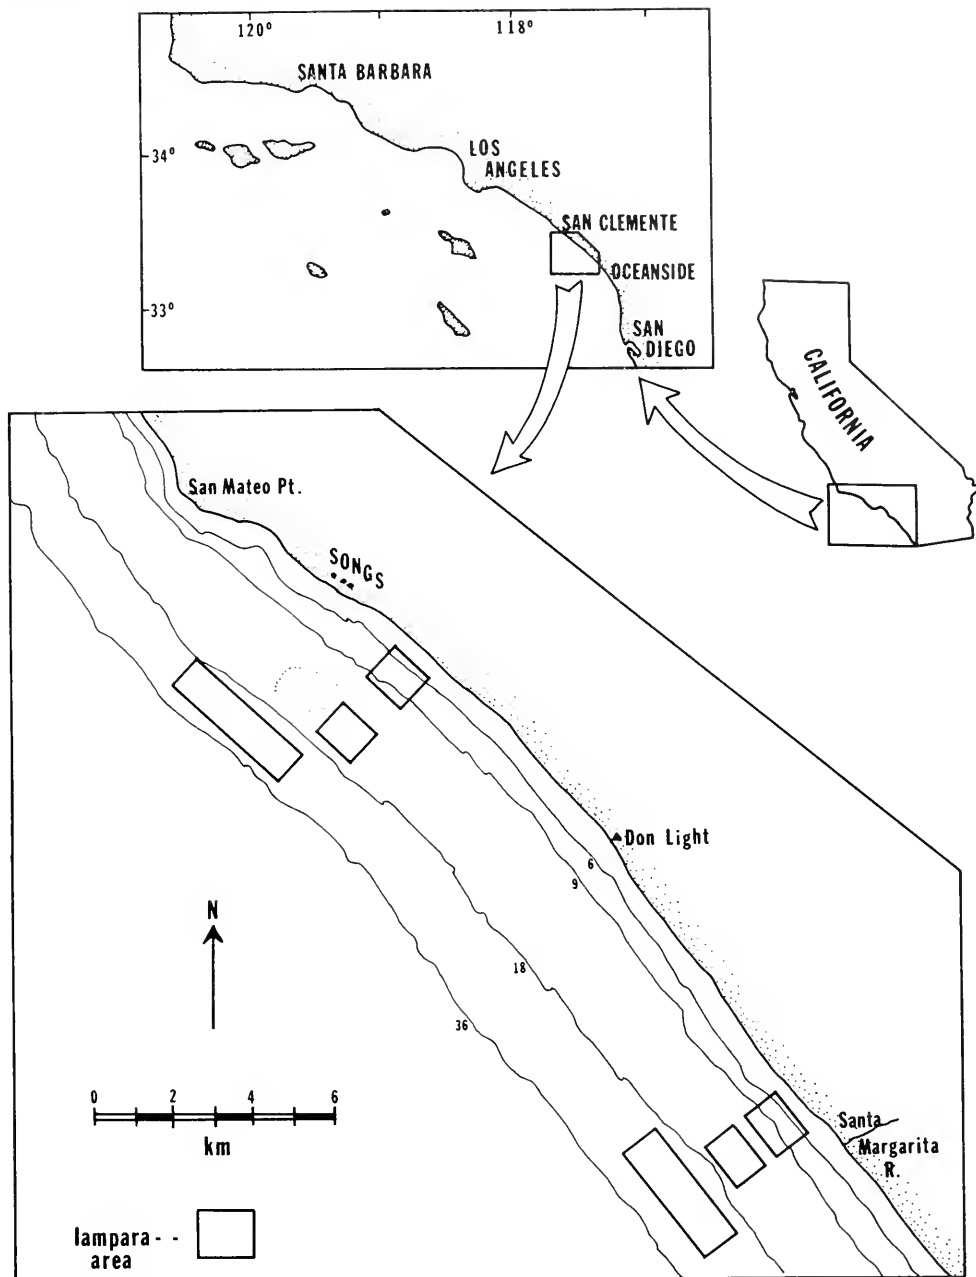 120° 118°
SANTA BARBARA
34°
LOS
ANGELES
SAN CLEMENTE
OCEANSIDE
33°
SAN
DIEGO
CALIFORNIA
San Mateo Pt.
SONGS
Don Light
6
9
N
18
36
0 2 4 6
km
Santa
Margarita
R.
lampara - -
area